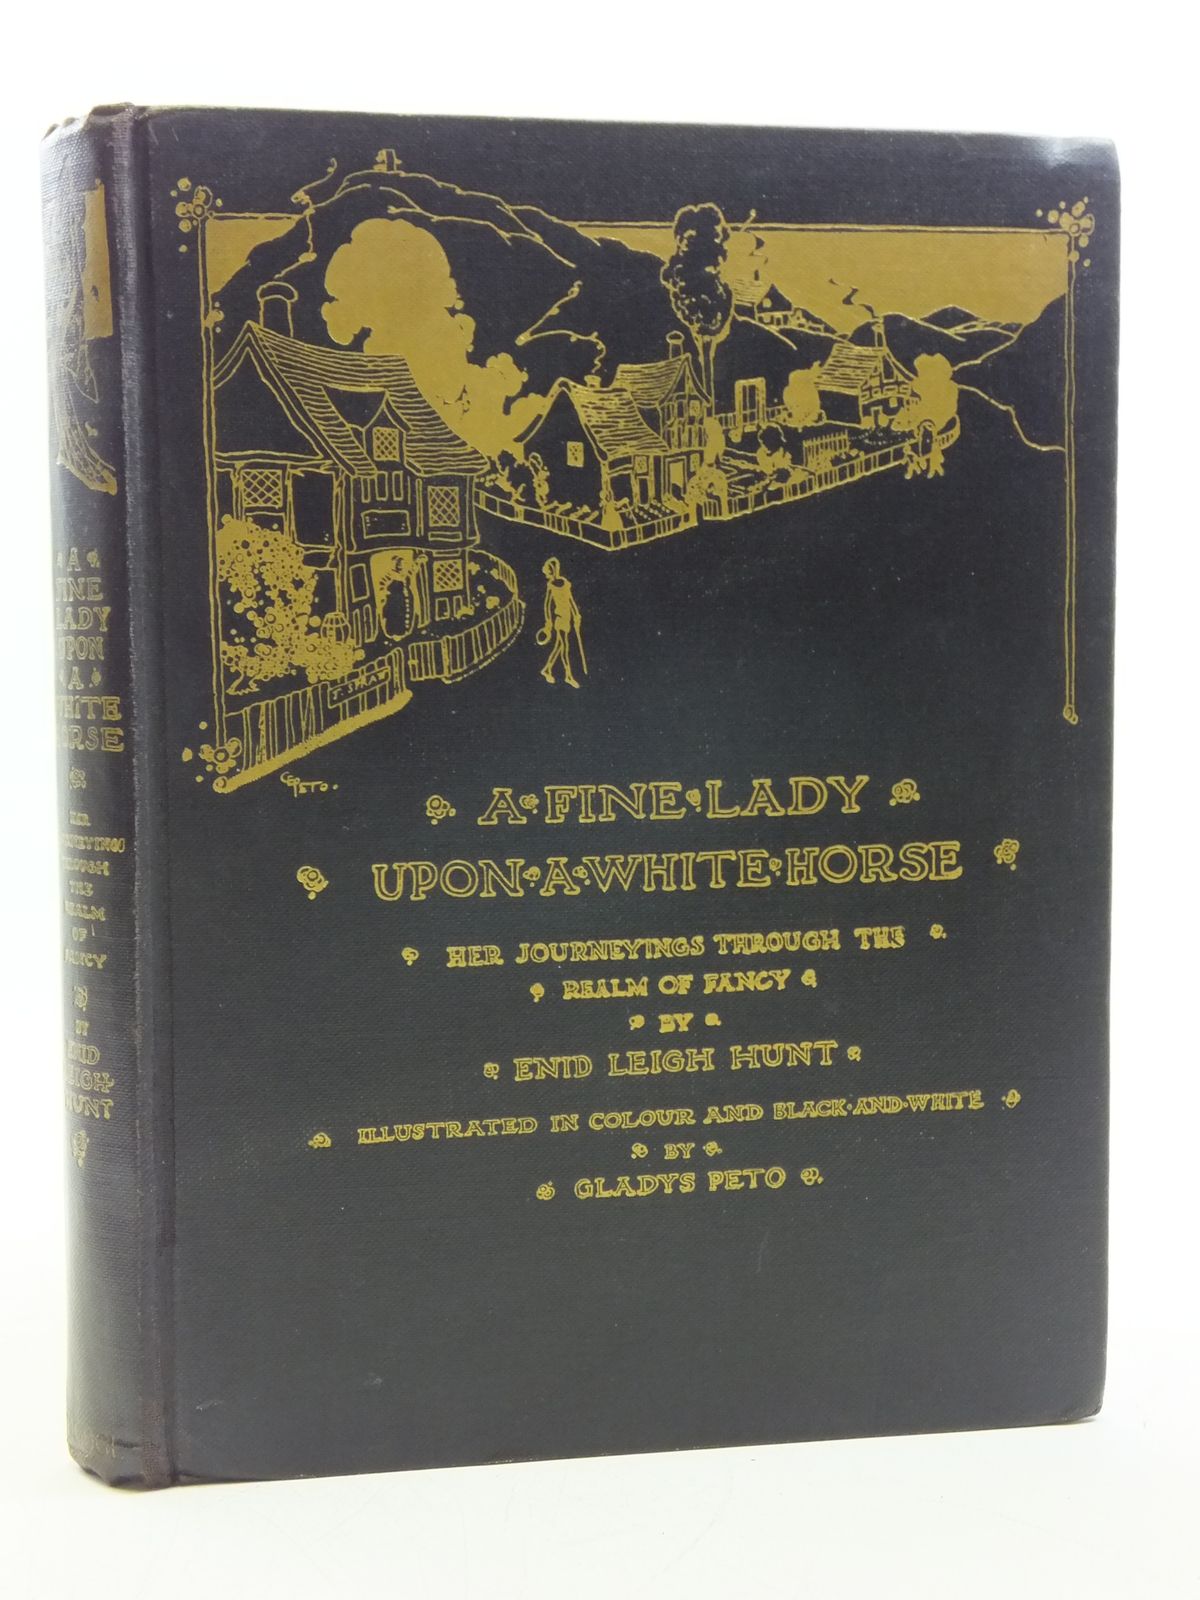 A FINE LADY
UPON A WHITE HORSE
HER JOURNEYINGS THROUGH THE
REALM OF FANCY
BY
ENID LEIGH HUNT
ILLUSTRATED IN COLOUR AND BLACK·AND·WHITE
BY
GLADYS PETO
G PETO.
A
FINE
LADY
UPON
A
WHITE
HORSE
HER
JOURNEYINGS
THROUGH
THE
REALM
OF
FANCY
BY
ENID
LEIGH-
HUNT